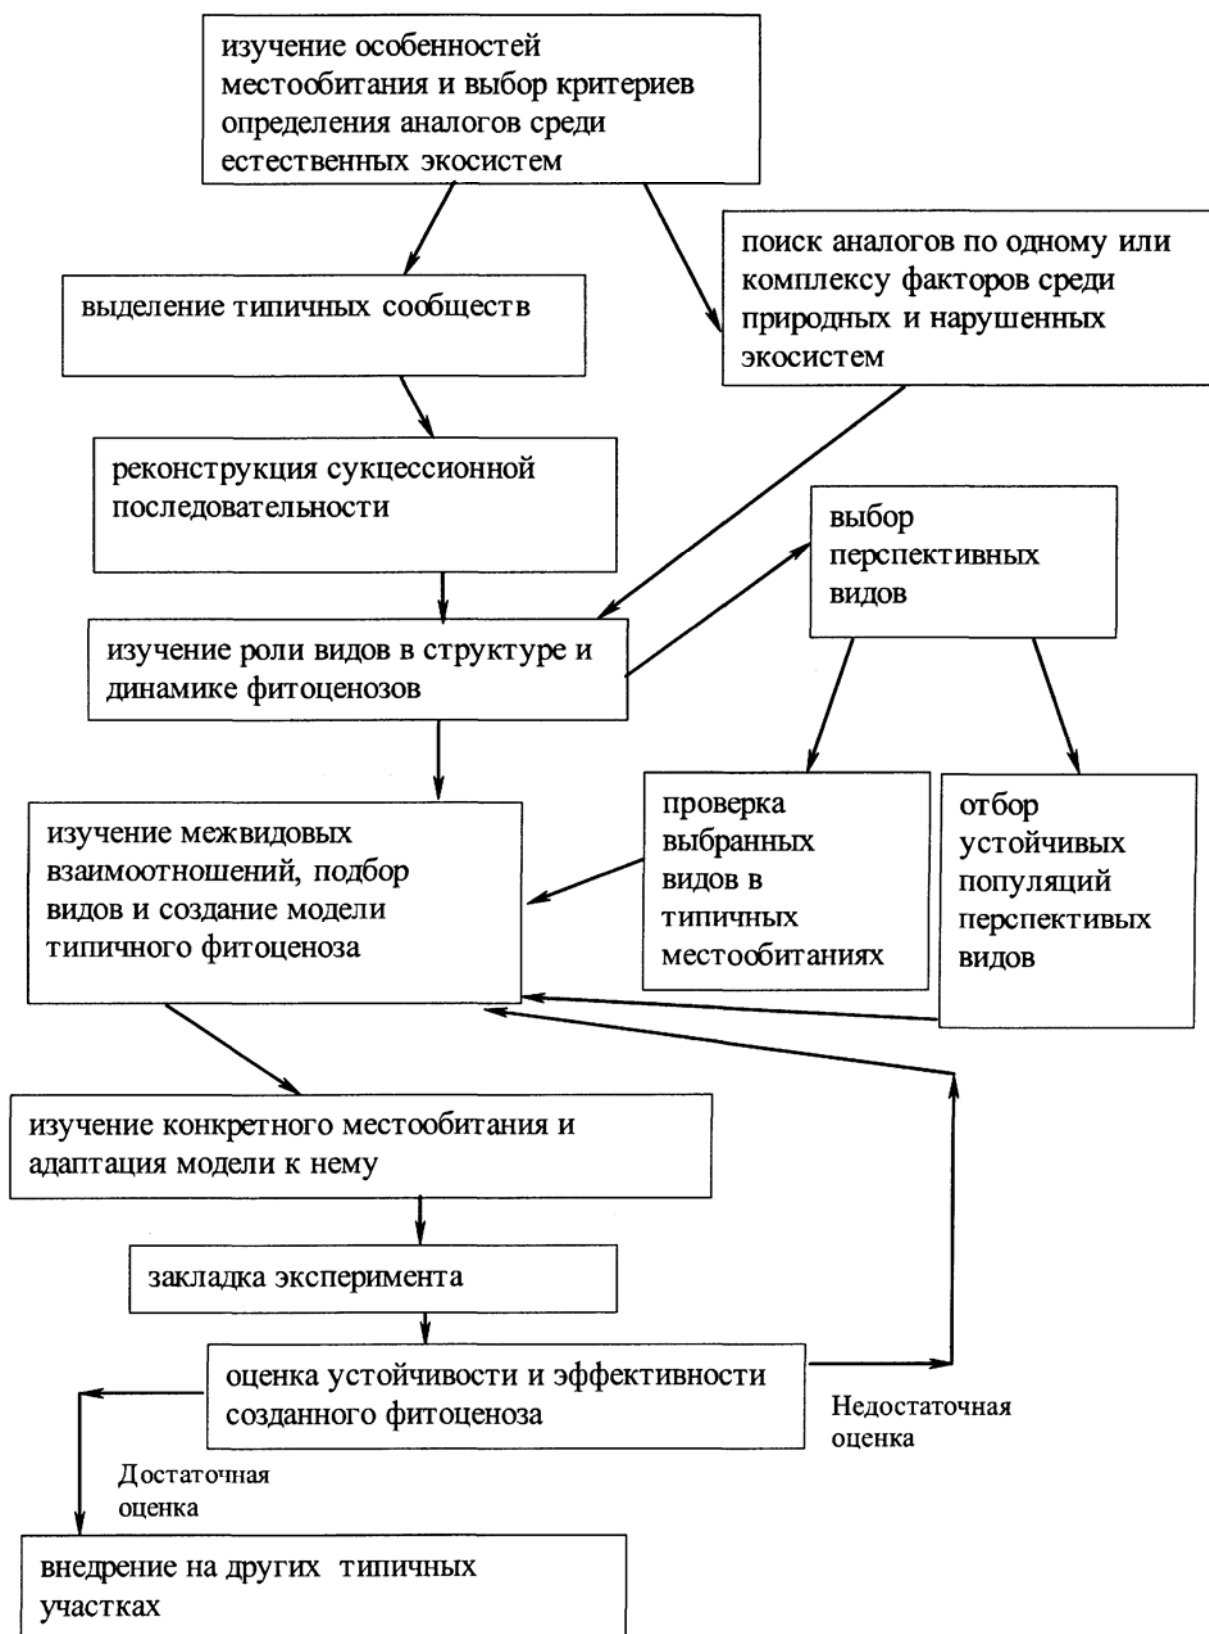 изучение особенностей
местообитания и выбор критериев
определения аналогов среди
естественных экосистем
поиск аналогов по одному или
комплексу факторов среди
природных и нарушенных
экосистем
выделение типичных сообществ
реконструкция сукцессионной
последовательности
выбор
перспективных
видов
изучение роли видов в структуре и
динамике фитоценозов
изучение межвидовых
взаимоотношений, подбор
видов и создание модели
типичного фитоценоза
проверка
выбранных
видов в
типичных
местообитаниях
отбор
устойчивых
популяций
перспективых
видов
изучение конкретного местообитания и
адаптация модели к нему
закладка эксперимента
оценка устойчивости и эффективности
созданного фитоценоза
Недостаточная
оценка
Достаточная
оценка
внедрение на других типичных
участках